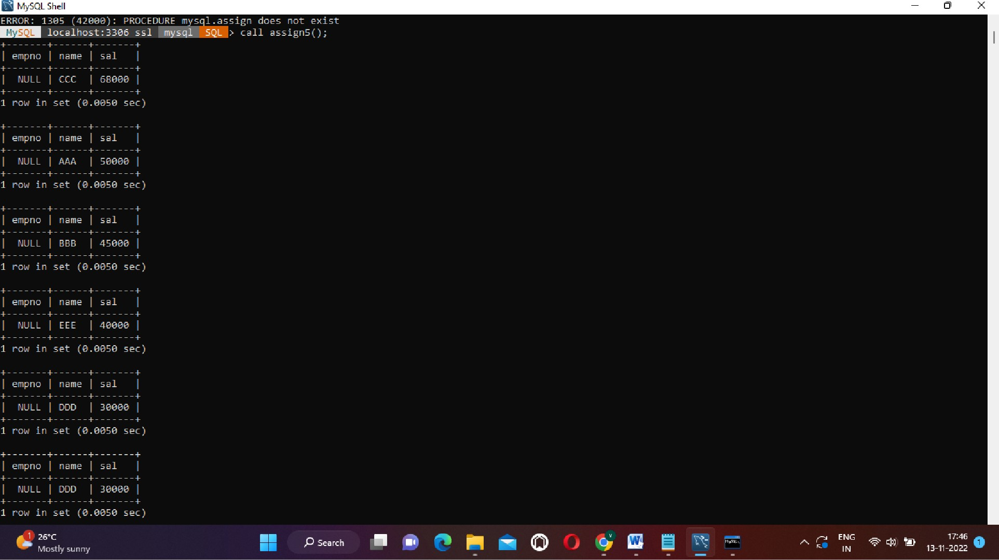 MySQL Shell
ERROR: 1305 (42000): PROCEDURE mysql.assign does not exist
MySQL localhost:3306 ssl mysql SQL > call assign5();
+-------+------+-------+
| empno | name | sal   |
+-------+------+-------+
|  NULL | CCC  | 68000 |
+-------+------+-------+
1 row in set (0.0050 sec)
+-------+------+-------+
| empno | name | sal   |
+-------+------+-------+
|  NULL | AAA  | 50000 |
+-------+------+-------+
1 row in set (0.0050 sec)
+-------+------+-------+
| empno | name | sal   |
+-------+------+-------+
|  NULL | BBB  | 45000 |
+-------+------+-------+
1 row in set (0.0050 sec)
+-------+------+-------+
| empno | name | sal   |
+-------+------+-------+
|  NULL | EEE  | 40000 |
+-------+------+-------+
1 row in set (0.0050 sec)
+-------+------+-------+
| empno | name | sal   |
+-------+------+-------+
|  NULL | DDD  | 30000 |
+-------+------+-------+
1 row in set (0.0050 sec)
+-------+------+-------+
| empno | name | sal   |
+-------+------+-------+
|  NULL | DDD  | 30000 |
+-------+------+-------+
1 row in set (0.0050 sec)
1
26°C
Mostly sunny
Search
V
W
ENG
IN
17:46
13-11-2022
1